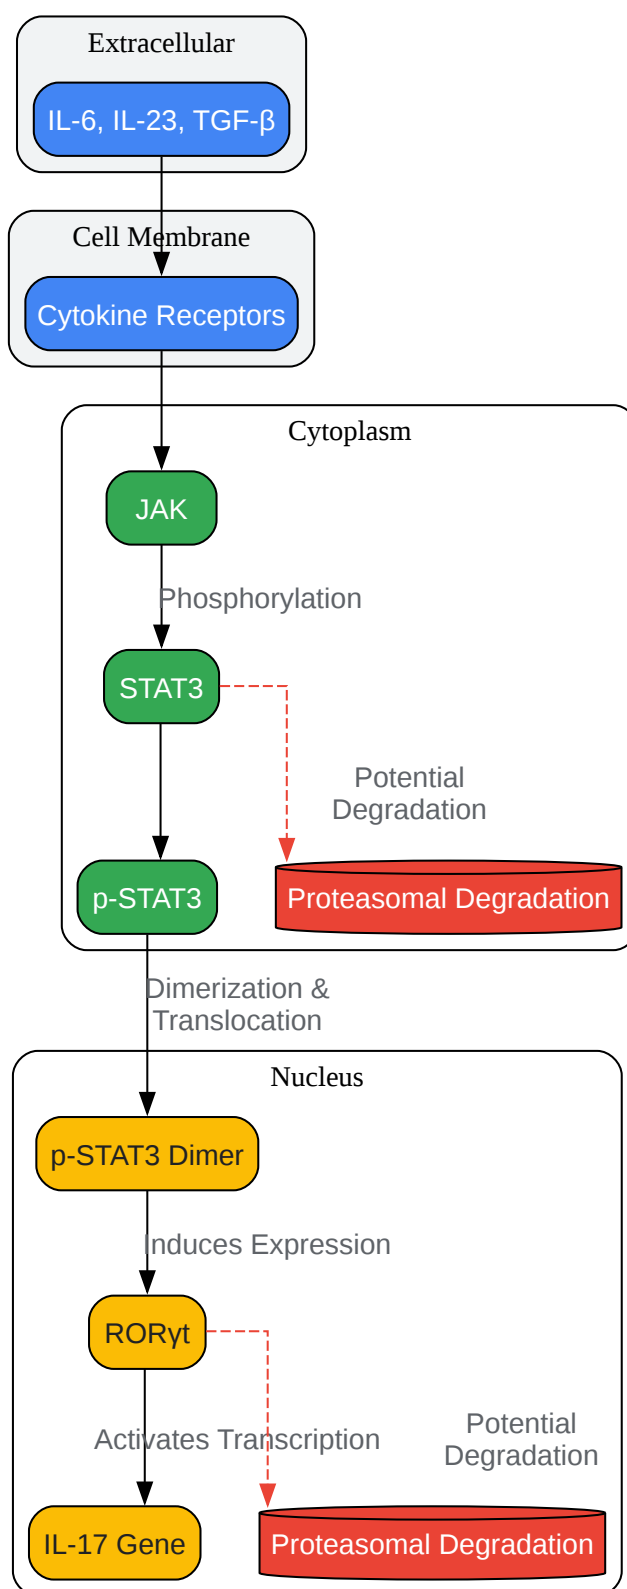 Extracellular
IL-6, IL-23, TGF-β
Cell Membrane
Cytokine Receptors
Cytoplasm
JAK
Phosphorylation
STAT3
Potential
Degradation
p-STAT3
Proteasomal Degradation
Dimerization &
Translocation
Nucleus
p-STAT3 Dimer
Induces Expression
RORγt
Activates Transcription
Potential
Degradation
IL-17 Gene
Proteasomal Degradation